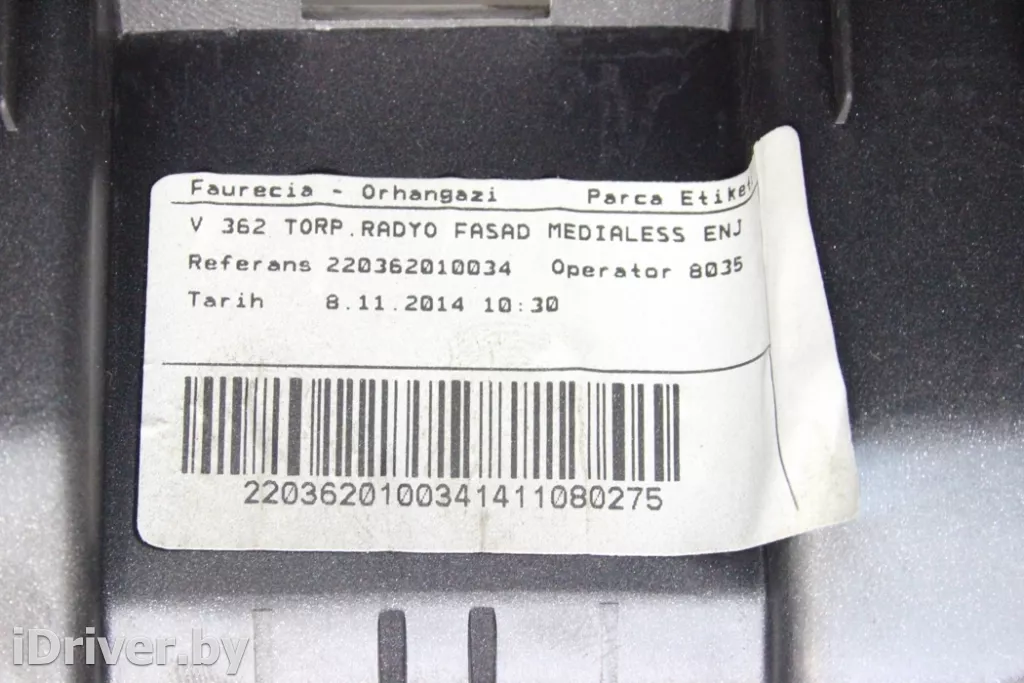 Faurecia - Orhangazi Parca Etiket
V 362 TORP.RADYO FASAD MEDIALESS ENJ
Referans 220362010034 Operator 8035
Tarih 8.11.2014 10:30
2203620100341411080275
iDriver.by